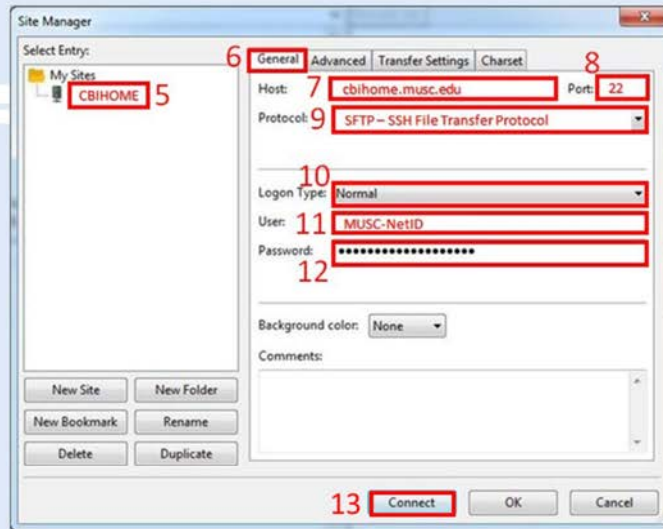 Site Manager
Select Entry:
My Sites
CBIHOME 5
6 General Advanced Transfer Settings Charset
8
Host: 7 cbihome.musc.edu Port: 22
Protocol: 9 SFTP – SSH File Transfer Protocol
10
Logon Type: Normal
User: 11 MUSC-NetID
Password: •••••••••••••••••••
12
Background color: None
Comments:
New Site New Folder
New Bookmark Rename
Delete Duplicate
13 Connect OK Cancel